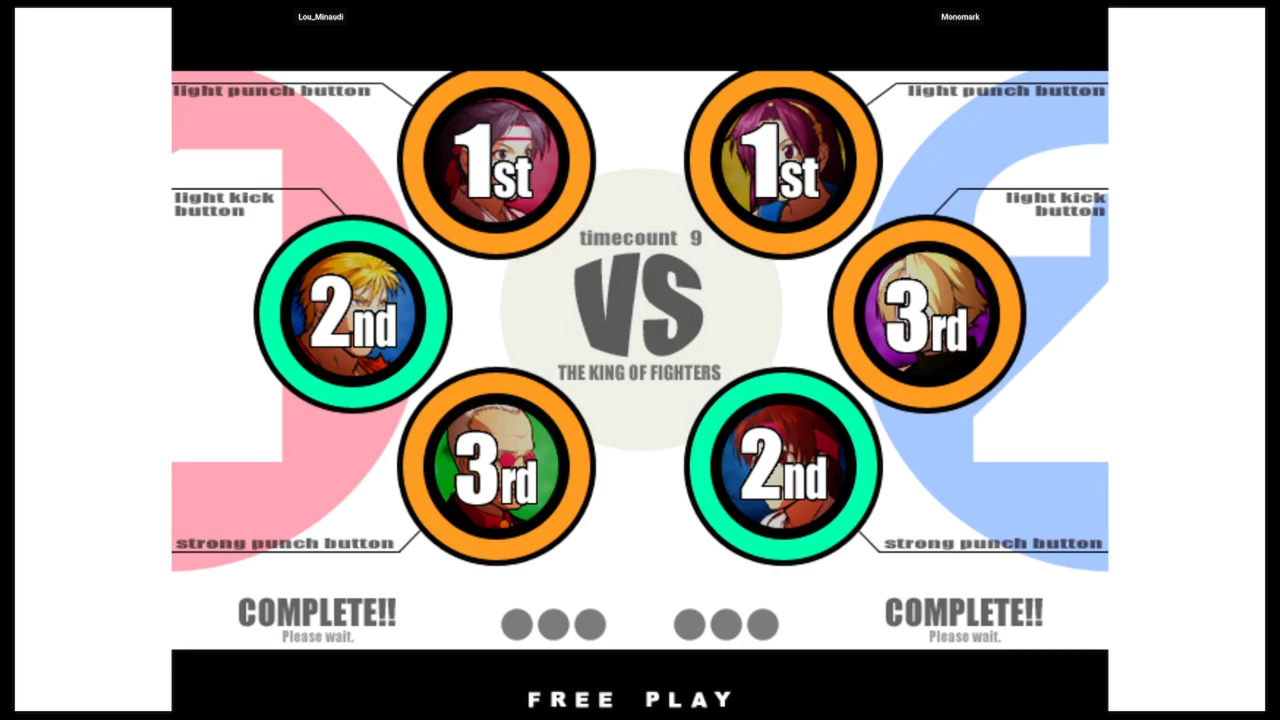 Lou_Minaudi
Monomark
light punch button
light punch button
1st
1st
light kick
button
light kick
button
timecount 9
VS
THE KING OF FIGHTERS
2nd
3rd
3rd
2nd
strong punch button
strong punch button
COMPLETE!!
Please wait.
COMPLETE!!
Please wait.
FREE PLAY